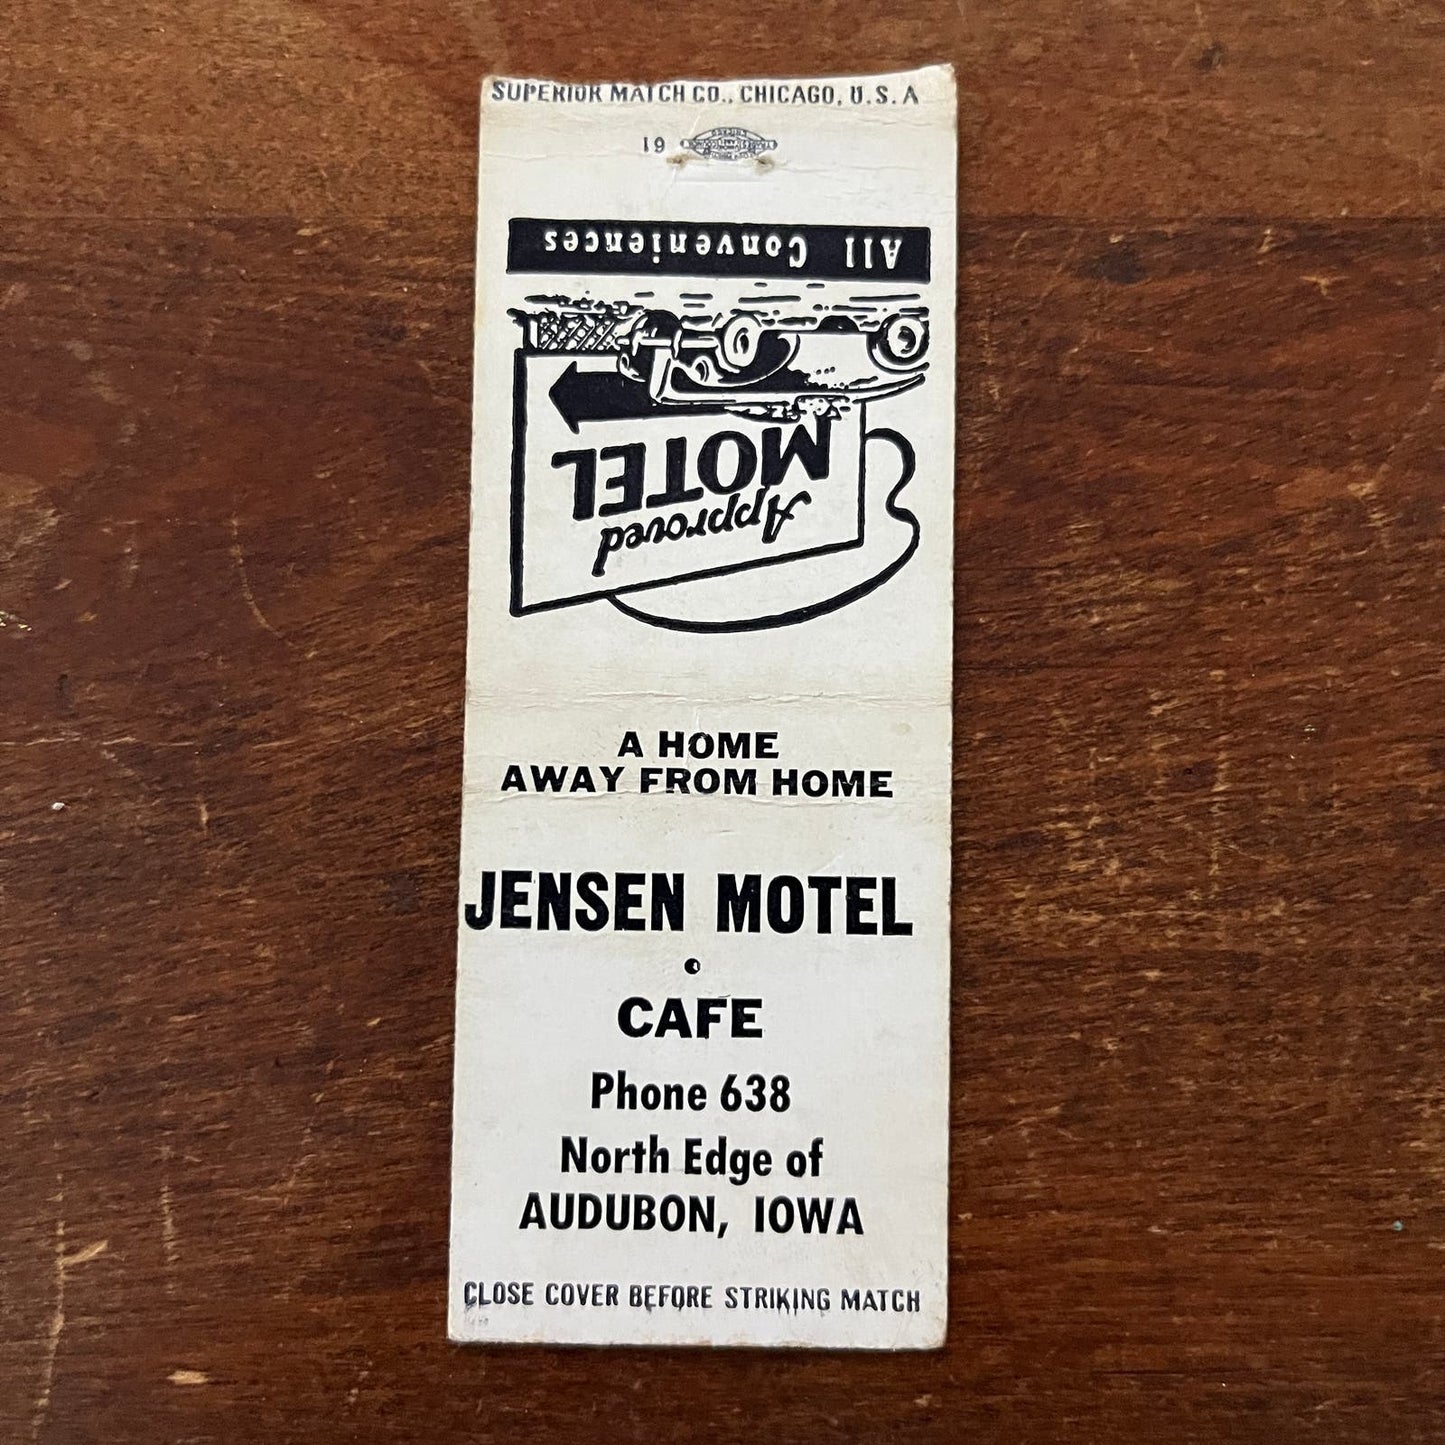 SUPERIOR MATCH CO., CHICAGO, U.S.A
19
All Conveniences
Approved
MOTEL
A HOME
AWAY FROM HOME
JENSEN MOTEL
•
CAFE
Phone 638
North Edge of
AUDUBON, IOWA
CLOSE COVER BEFORE STRIKING MATCH